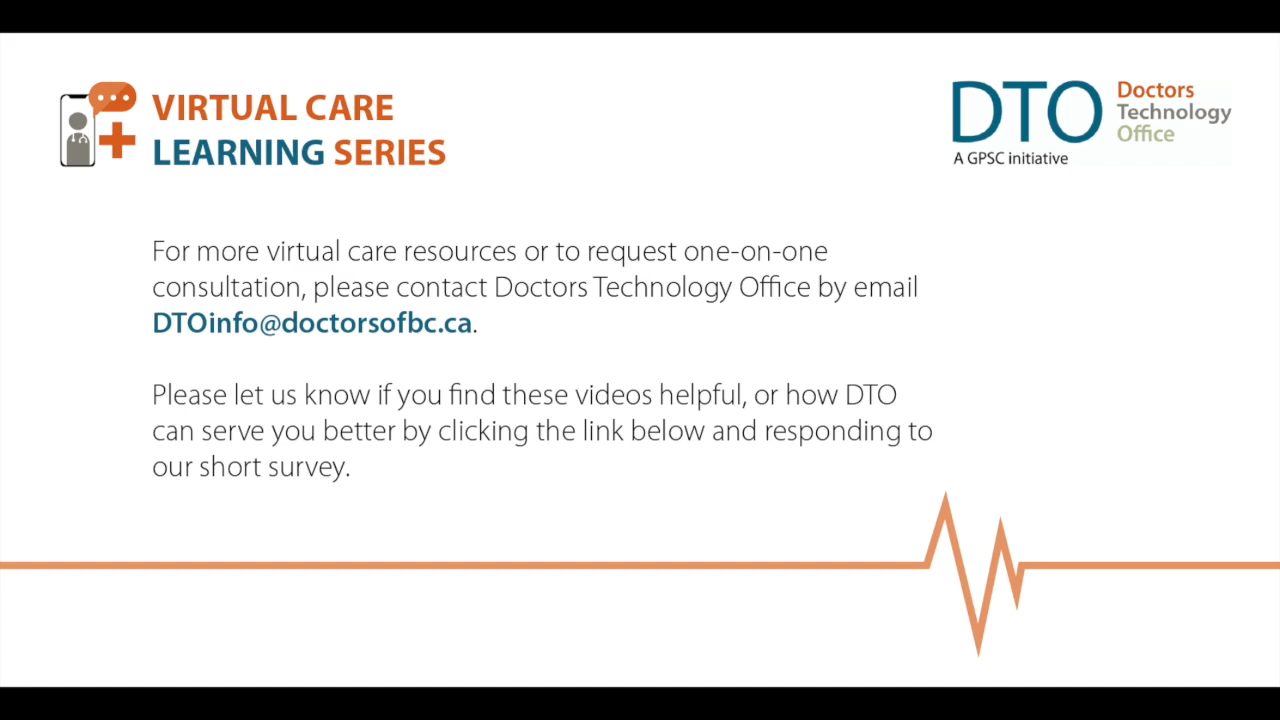 VIRTUAL CARE
LEARNING SERIES
DTO
Doctors
Technology
Office
A GPSC initiative
For more virtual care resources or to request one-on-one
consultation, please contact Doctors Technology Office by email
DTOinfo@doctorsofbc.ca.
Please let us know if you find these videos helpful, or how DTO
can serve you better by clicking the link below and responding to
our short survey.